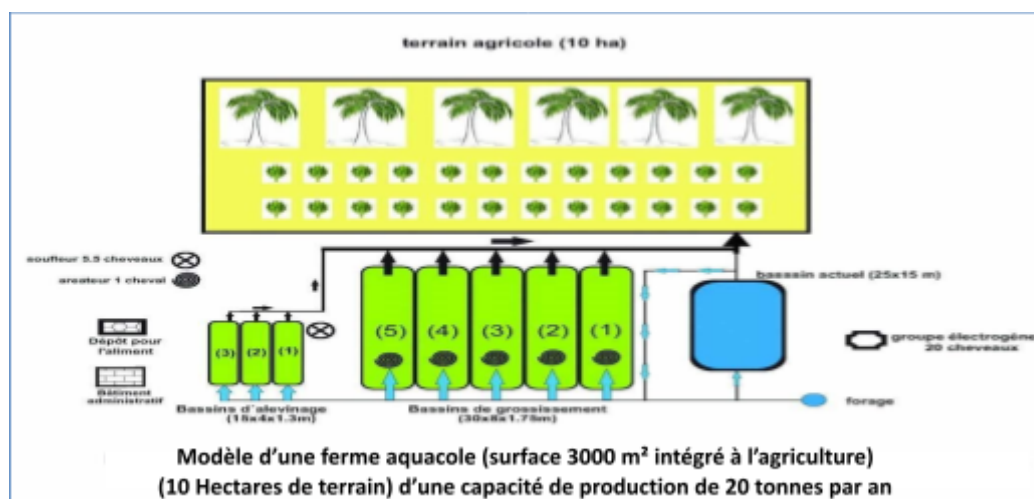 terrain agricole (10 ha)
soufleur 5.5 cheveaux
areateur 1 cheval
basssin actuel (25x15 m)
(5) (4) (3) (2) (1)
(3) (2) (1)
Dépôt pour
l'aliment
groupe électrogéne
20 cheveaux
Bâtiment
administratif
Bassins d'alevinage
(15x4x1.3m)
Bassins de grossissement
(30x8x1.75m)
forage
Modèle d'une ferme aquacole (surface 3000 m² intégré à l'agriculture)
(10 Hectares de terrain) d'une capacité de production de 20 tonnes par an